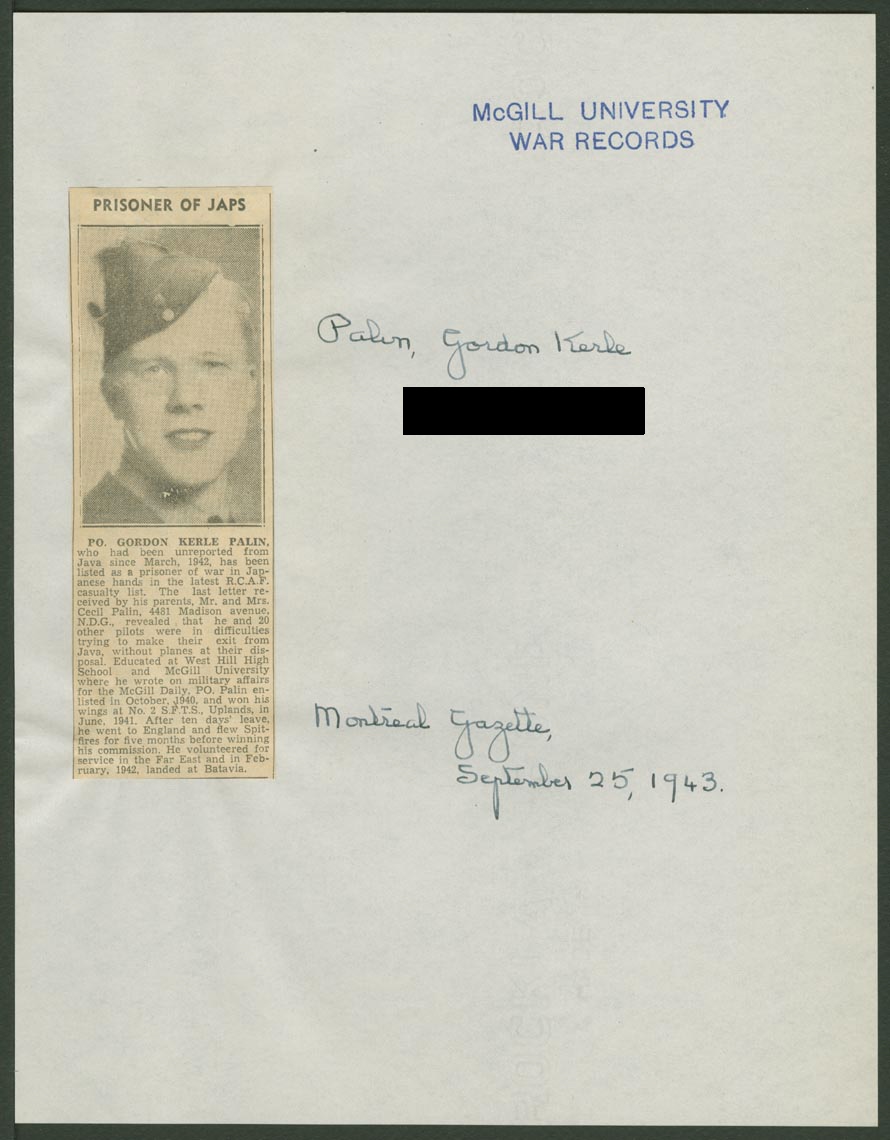 McGILL UNIVERSITY
WAR RECORDS
PRISONER OF JAPS
Palin, Gordon Kerle
PO. GORDON KERLE PALIN,
who had been unreported from
Java since March, 1942, has been
listed as a prisoner of war in Jap-
anese hands in the latest R.C.A.F.
casualty list. The last letter re-
ceived by his parents, Mr. and Mrs.
Cecil Palin, 4481 Madison avenue,
N.D.G., revealed that he and 20
other pilots were in difficulties
trying to make their exit from
Java, without planes at their dis-
posal. Educated at West Hill High
School and McGill University
where he wrote on military affairs
for the McGill Daily, PO. Palin en-
listed in October, 1940, and won his
wings at No. 2 S.F.T.S., Uplands, in
June, 1941. After ten days' leave,
he went to England and flew Spit-
fires for five months before winning
his commission. He volunteered for
service in the Far East and in Feb-
ruary, 1942, landed at Batavia.
Montreal Gazette,
September 25, 1943.